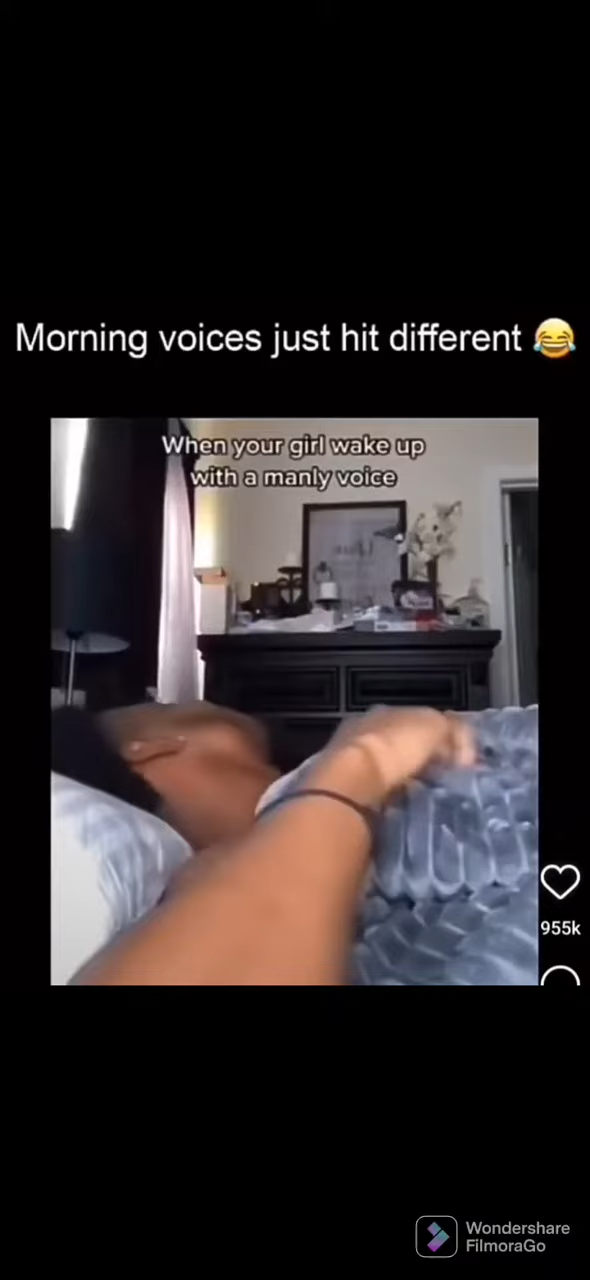 Morning voices just hit different 😂
When your girl wake up
with a manly voice
955k
Wondershare
FilmoraGo